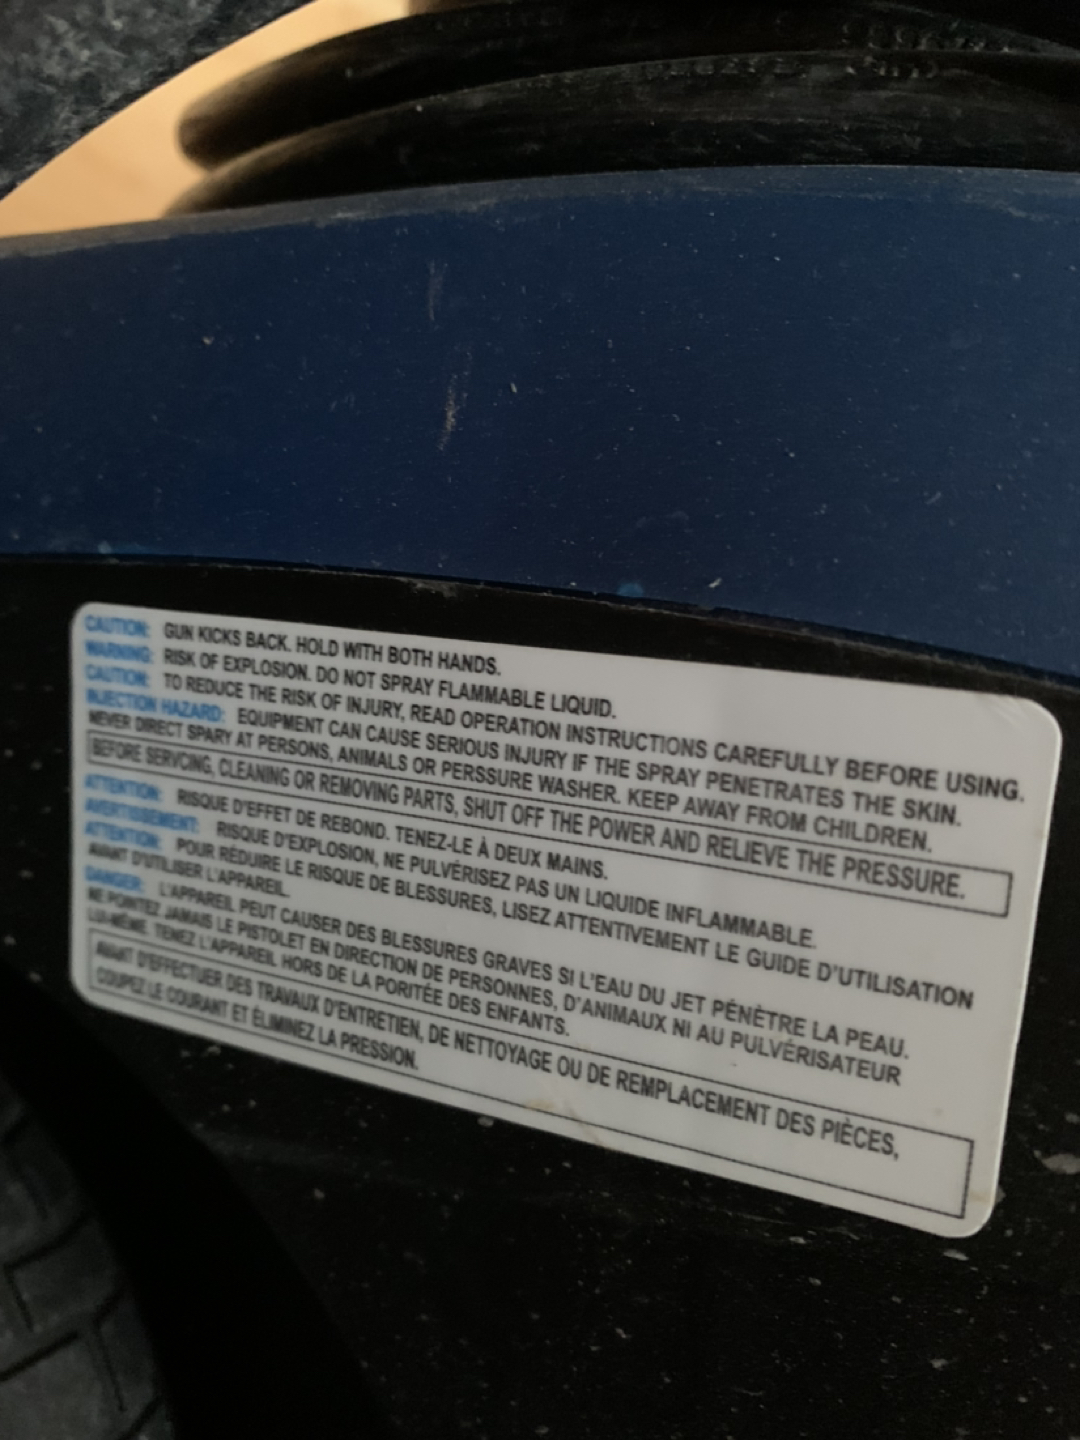 CAUTION: GUN KICKS BACK. HOLD WITH BOTH HANDS.
WARNING: RISK OF EXPLOSION. DO NOT SPRAY FLAMMABLE LIQUID.
CAUTION: TO REDUCE THE RISK OF INJURY, READ OPERATION INSTRUCTIONS CAREFULLY BEFORE USING.
INJECTION HAZARD: EQUIPMENT CAN CAUSE SERIOUS INJURY IF THE SPRAY PENETRATES THE SKIN.
NEVER DIRECT SPARY AT PERSONS, ANIMALS OR PERSSURE WASHER. KEEP AWAY FROM CHILDREN.
BEFORE SERVCING, CLEANING OR REMOVING PARTS, SHUT OFF THE POWER AND RELIEVE THE PRESSURE.
ATTENTION: RISQUE D'EFFET DE REBOND. TENEZ-LE À DEUX MAINS.
AVERTISSEMENT: RISQUE D'EXPLOSION, NE PULVÉRISEZ PAS UN LIQUIDE INFLAMMABLE.
ATTENTION: POUR RÉDUIRE LE RISQUE DE BLESSURES, LISEZ ATTENTIVEMENT LE GUIDE D'UTILISATION
AVANT D'UTILISER L'APPAREIL.
DANGER: L'APPAREIL PEUT CAUSER DES BLESSURES GRAVES SI L'EAU DU JET PÉNÈTRE LA PEAU.
NE POINTEZ JAMAIS LE PISTOLET EN DIRECTION DE PERSONNES, D'ANIMAUX NI AU PULVÉRISATEUR
LUI-MÊME. TENEZ L'APPAREIL HORS DE LA PORITÉE DES ENFANTS.
AVANT D'EFFECTUER DES TRAVAUX D'ENTRETIEN, DE NETTOYAGE OU DE REMPLACEMENT DES PIÈCES,
COUPEZ LE COURANT ET ÉLIMINEZ LA PRESSION.